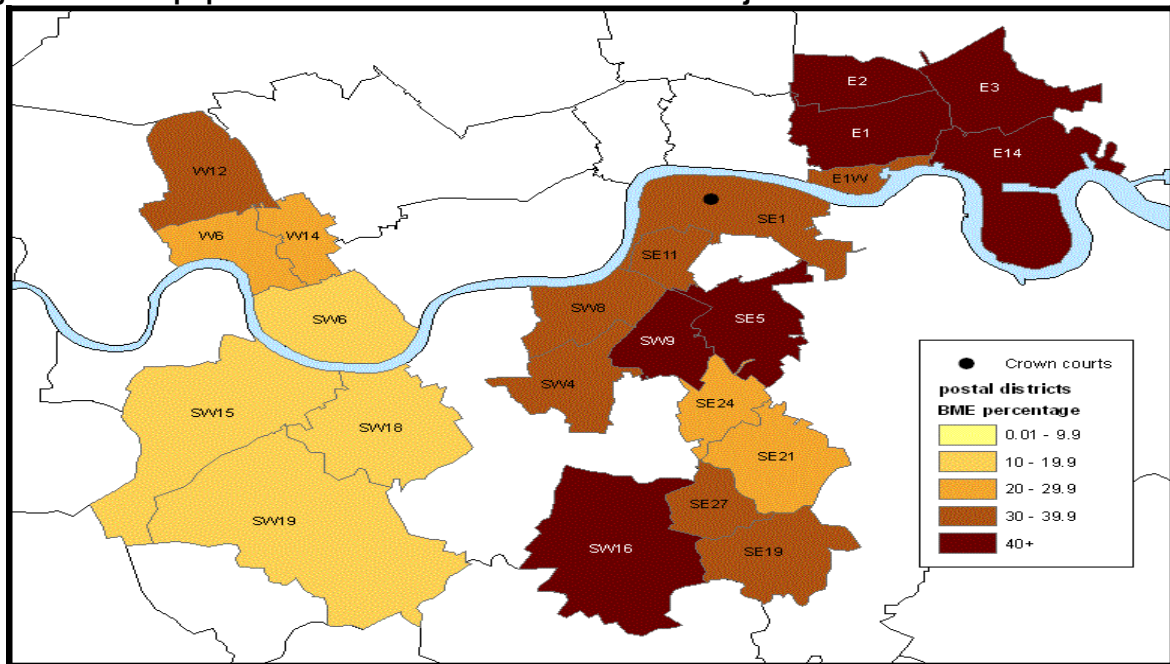 E2
E3
E1
E14
W12
E1W
SE1
W6
W14
SE11
SW8
SW6
SE5
SW9
SW4
SE24
SW15
SW18
SE21
SE27
SW19
SW16
SE19
Crown courts
postal districts
BME percentage
0.01 - 9.9
10 - 19.9
20 - 29.9
30 - 39.9
40+